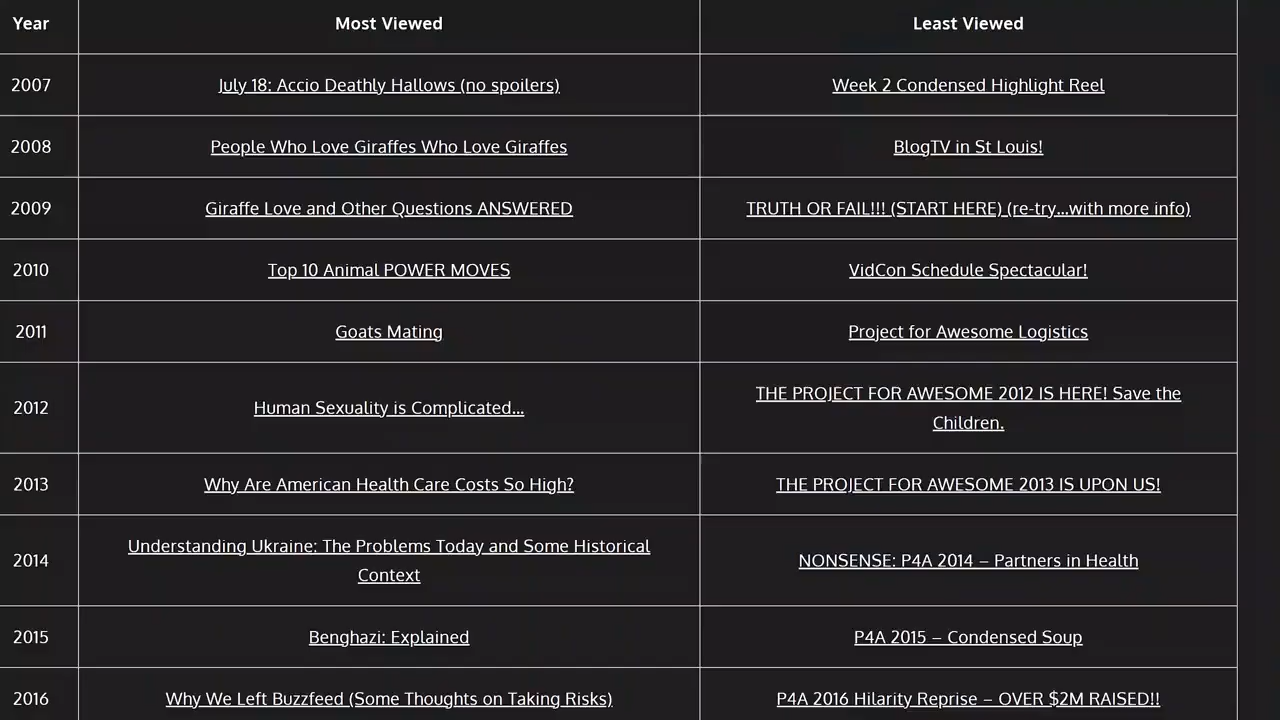 Year Most Viewed Least Viewed
2007 July 18: Accio Deathly Hallows (no spoilers) Week 2 Condensed Highlight Reel
2008 People Who Love Giraffes Who Love Giraffes BlogTV in St Louis!
2009 Giraffe Love and Other Questions ANSWERED TRUTH OR FAIL!!! (START HERE) (re-try...with more info)
2010 Top 10 Animal POWER MOVES VidCon Schedule Spectacular!
2011 Goats Mating Project for Awesome Logistics
2012 Human Sexuality is Complicated... THE PROJECT FOR AWESOME 2012 IS HERE! Save the
Children.
2013 Why Are American Health Care Costs So High? THE PROJECT FOR AWESOME 2013 IS UPON US!
2014 Understanding Ukraine: The Problems Today and Some Historical
Context NONSENSE: P4A 2014 – Partners in Health
2015 Benghazi: Explained P4A 2015 – Condensed Soup
2016 Why We Left Buzzfeed (Some Thoughts on Taking Risks) P4A 2016 Hilarity Reprise – OVER $2M RAISED!!